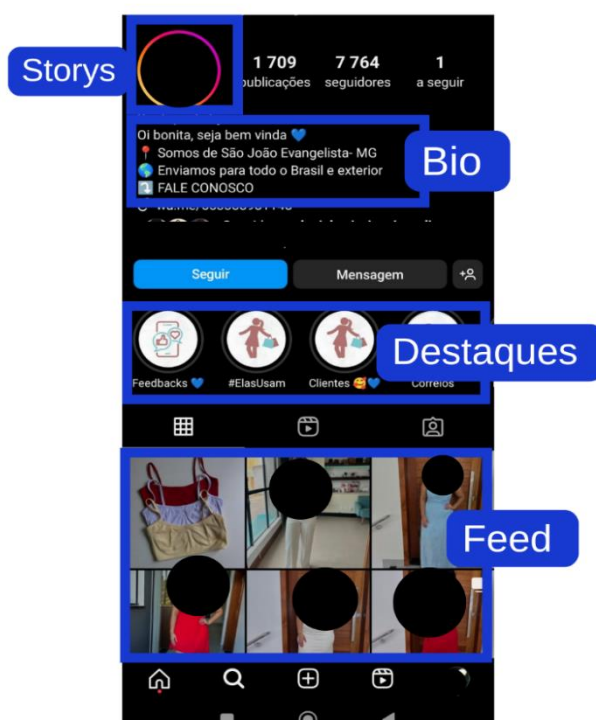 Storys
1 709 7 764 1
publicações seguidores a seguir
Oi bonita, seja bem vinda 💙
📍 Somos de São João Evangelista- MG
🌎 Enviamos para todo o Brasil e exterior
⤵️ FALE CONOSCO
Bio
Seguir Mensagem
Destaques
Feedbacks 💙 #ElasUsam Clientes 🥰💙 Correios
Feed